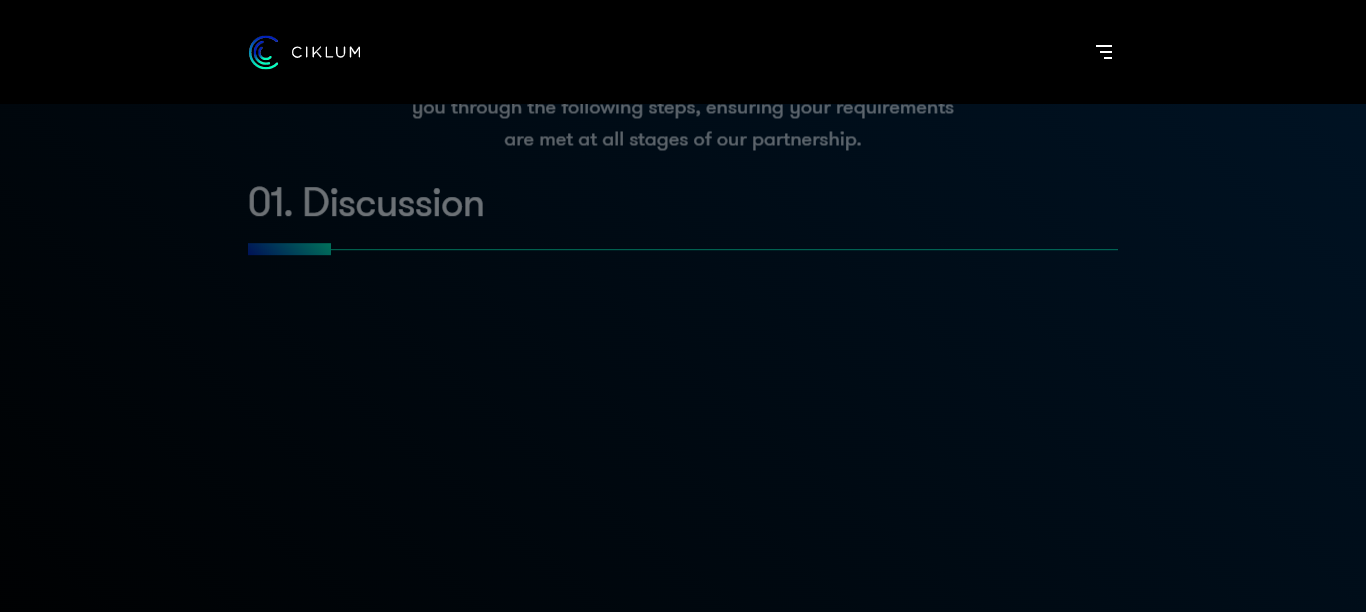 CIKLUM
you through the following steps, ensuring your requirements
are met at all stages of our partnership.
01. Discussion